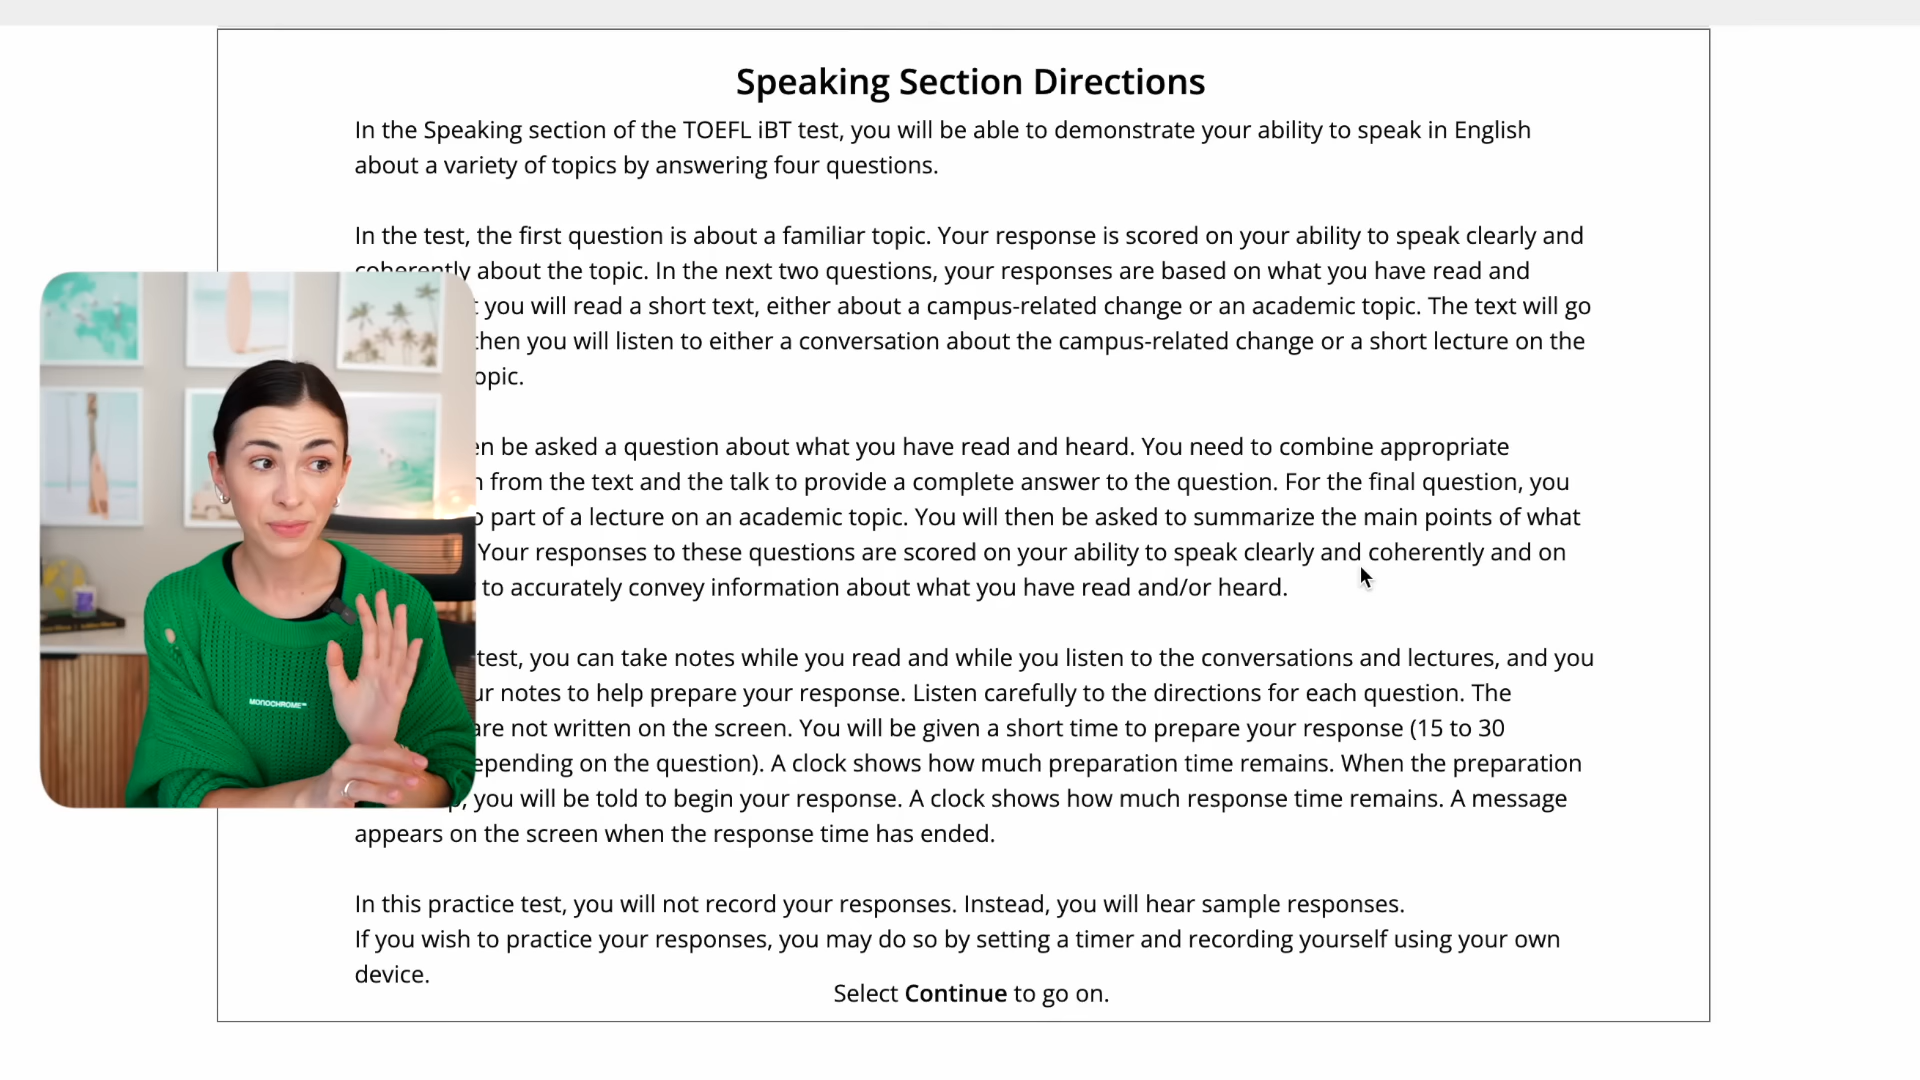 Speaking Section Directions
In the Speaking section of the TOEFL iBT test, you will be able to demonstrate your ability to speak in English
about a variety of topics by answering four questions.
In the test, the first question is about a familiar topic. Your response is scored on your ability to speak clearly and
coherently about the topic. In the next two questions, your responses are based on what you have read and
you will read a short text, either about a campus-related change or an academic topic. The text will go
then you will listen to either a conversation about the campus-related change or a short lecture on the
opic.
en be asked a question about what you have read and heard. You need to combine appropriate
from the text and the talk to provide a complete answer to the question. For the final question, you
part of a lecture on an academic topic. You will then be asked to summarize the main points of what
Your responses to these questions are scored on your ability to speak clearly and coherently and on
to accurately convey information about what you have read and/or heard.
test, you can take notes while you read and while you listen to the conversations and lectures, and you
ur notes to help prepare your response. Listen carefully to the directions for each question. The
are not written on the screen. You will be given a short time to prepare your response (15 to 30
epending on the question). A clock shows how much preparation time remains. When the preparation
you will be told to begin your response. A clock shows how much response time remains. A message
appears on the screen when the response time has ended.
In this practice test, you will not record your responses. Instead, you will hear sample responses.
If you wish to practice your responses, you may do so by setting a timer and recording yourself using your own
device.
Select Continue to go on.
MONOCHROME